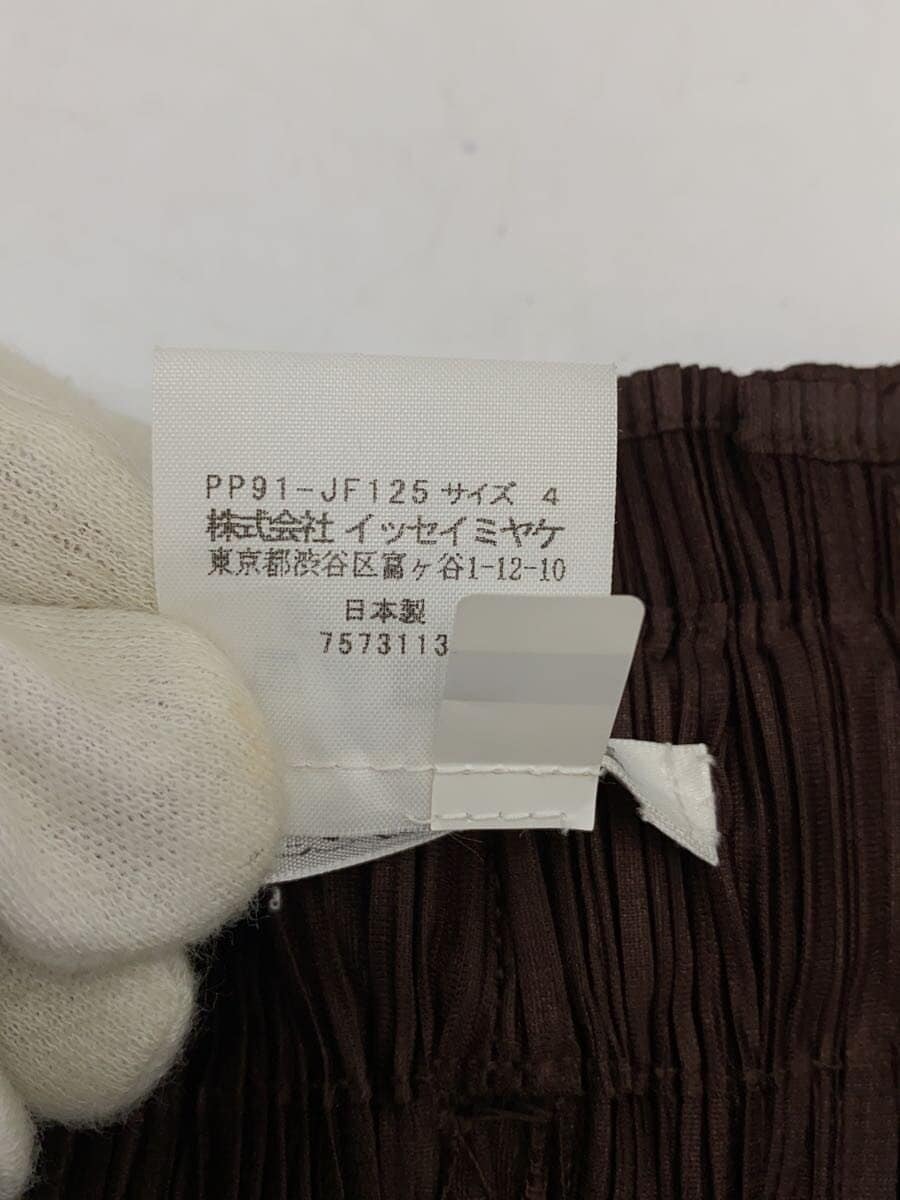 PP91-JF125 サイズ 4
株式会社 イッセイミヤケ
東京都渋谷区富ヶ谷1-12-10
日本製
7573113